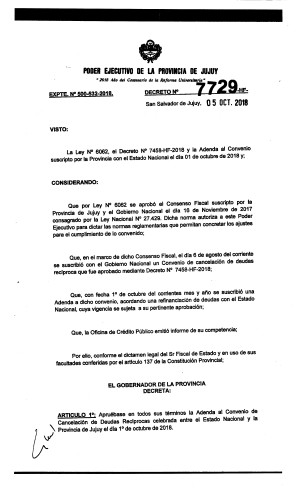 PODER EJECUTIVO DE LA PROVINCIA DE JUJUY
" 2018 Año del Centenario de la Reforma Universitaria"
EXPTE. Nº 500-632-2018.
DECRETO Nº 7729-HF-
San Salvador de Jujuy, 05 OCT. 2018
VISTO:
La Ley Nº 6062, el Decreto Nº 7458-HF-2018 y la Adenda al Convenio
suscripto por la Provincia con el Estado Nacional el día 01 de octubre de 2018 y;
CONSIDERANDO:
Que por Ley Nº 6062 se aprobó el Consenso Fiscal suscripto por la
Provincia de Jujuy y el Gobierno Nacional el día 16 de Noviembre de 2017
consagrado por la Ley Nacional Nº 27.429. Dicha norma autoriza a este Poder
Ejecutivo para dictar las normas reglamentarias que permitan concretar los ajustes
para el cumplimiento de lo convenido;
Que, en marco de dicho Consenso Fiscal, el día 6 de agosto del corriente
se suscribió con el Gobierno Nacional un Convenio de cancelación de deudas
recíproca que fue aprobado mediante Decreto Nº 7458-HF-2018;
Que, con fecha 1º de octubre del corrientes mes y año se suscribió una
Adenda a dicho convenio, acordando una refinanciación de deudas con el Estado
Nacional, cuya vigencia se sujeta a su pertinente aprobación;
Que, la Oficina de Crédito Público emitió informe de su competencia;
Por ello, conforme el dictamen legal del Sr Fiscal de Estado y en uso de sus
facultades conferidas por el artículo 137 de la Constitución Provincial;
EL GOBERNADOR DE LA PROVINCIA
DECRETA:
ARTICULO 1º: Apruébase en todos sus términos la Adenda al Convenio de
Cancelación de Deudas Recíprocas celebrada entre el Estado Nacional y la
Provincia de Jujuy el día 1º de octubre de 2018.